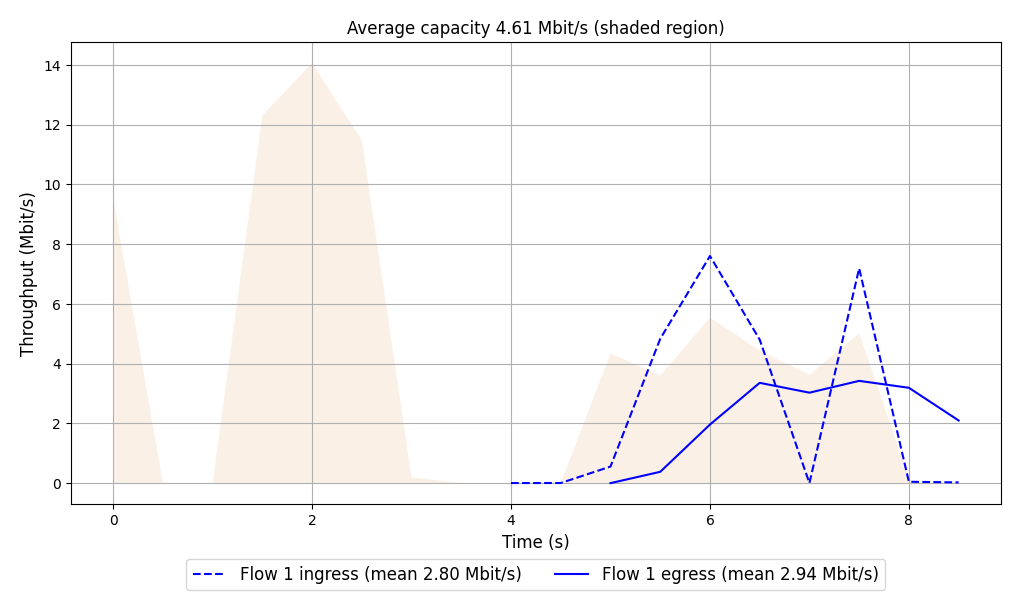 Average capacity 4.61 Mbit/s (shaded region)
Throughput (Mbit/s)
14
12
10
8
6
4
2
0
0 2 4 6 8
Time (s)
Flow 1 ingress (mean 2.80 Mbit/s) Flow 1 egress (mean 2.94 Mbit/s)